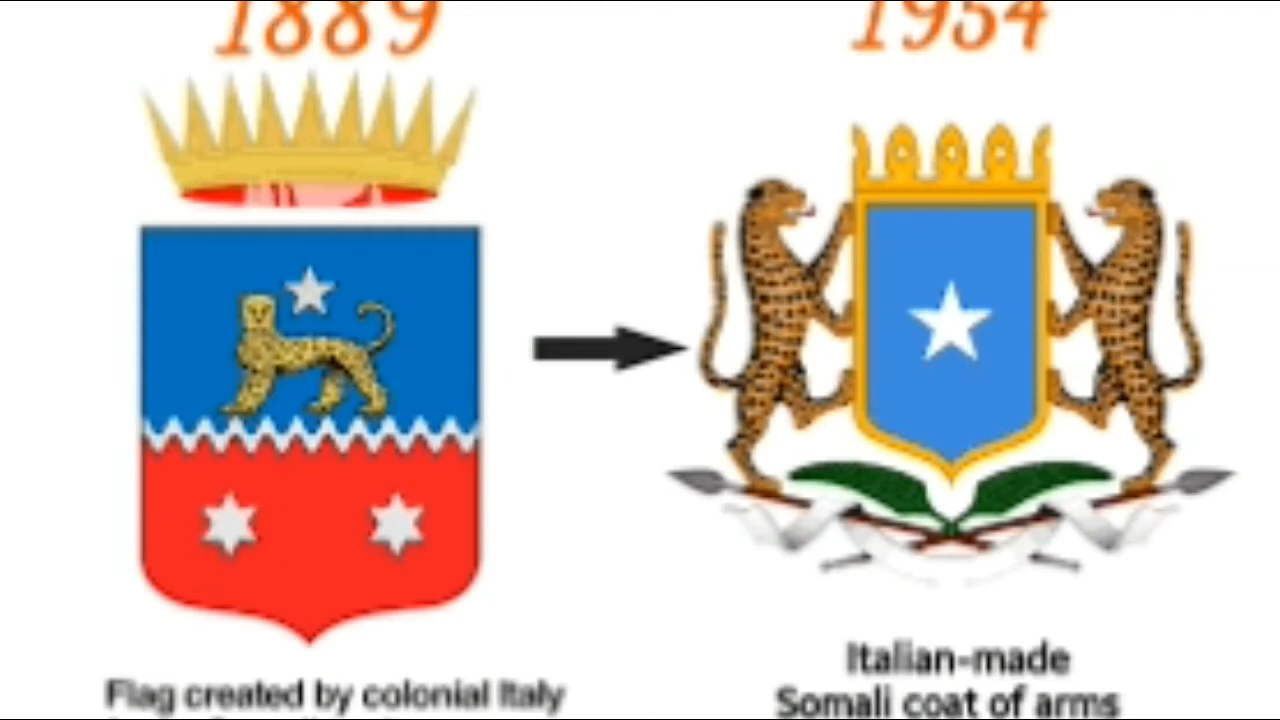 1889
1954
Flag created by colonial Italy
Italian-made
Somali coat of arms